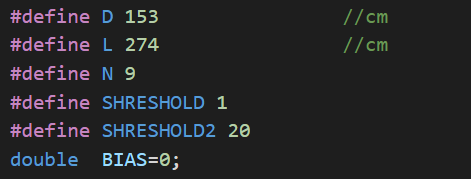 #define D 153 //cm
#define L 274 //cm
#define N 9
#define SHRESHOLD 1
#define SHRESHOLD2 20
double BIAS=0;